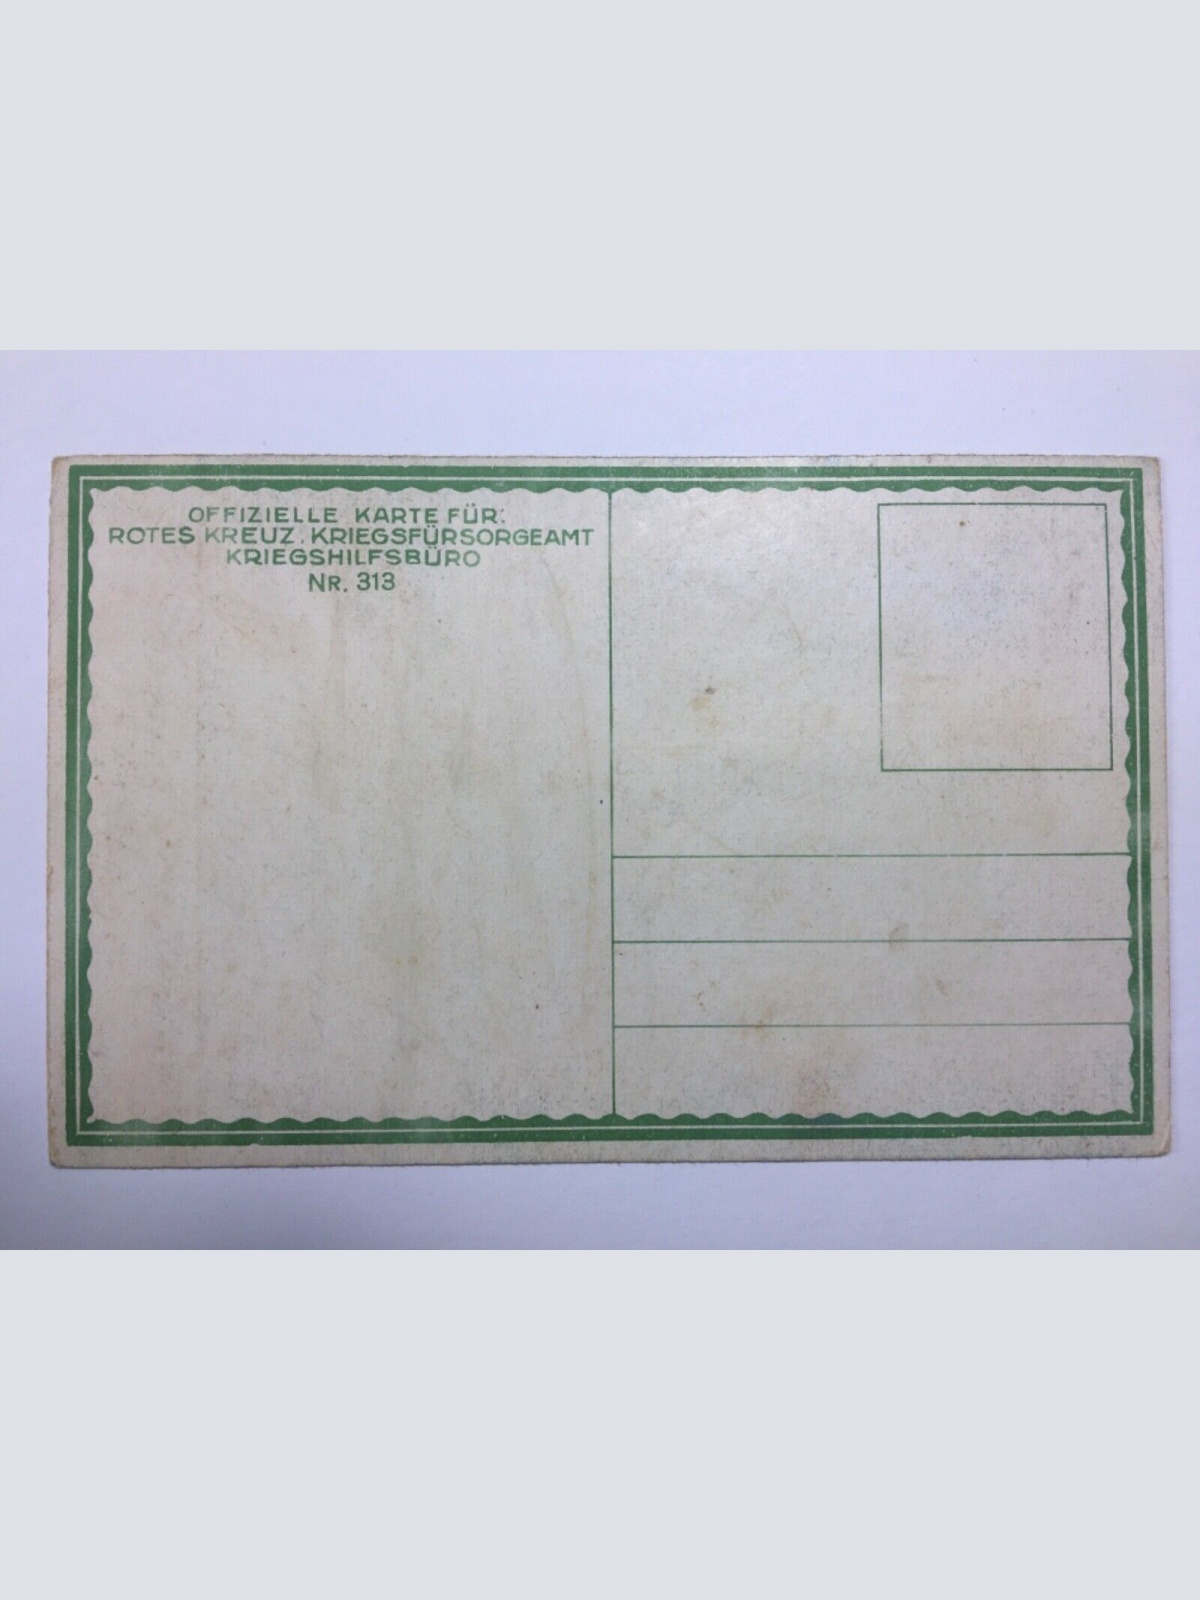 OFFIZIELLE KARTE FÜR:
ROTES KREUZ. KRIEGSFÜRSORGEAMT
KRIEGSHILFSBÜRO
NR. 313